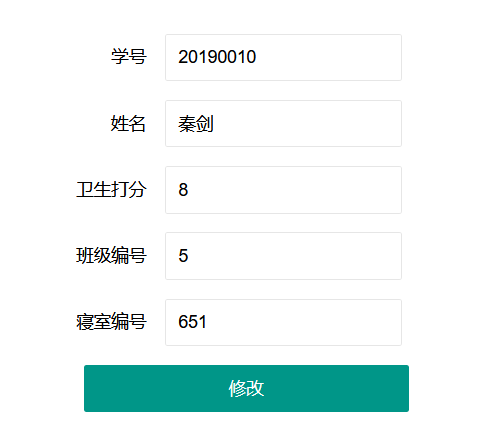 学号 20190010
姓名 秦剑
卫生打分 8
班级编号 5
寝室编号 651
修改